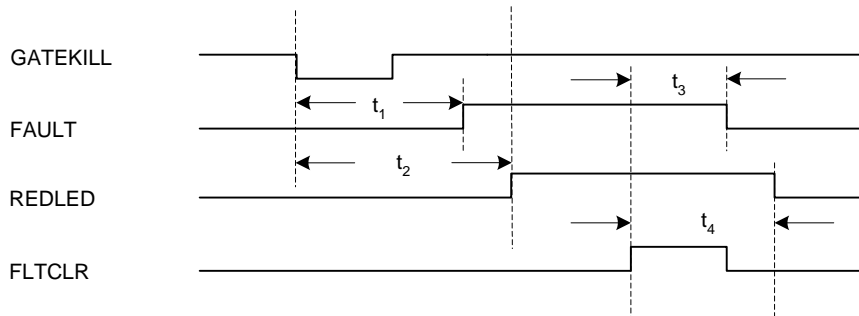 GATEKILL
t3
FAULT
t1
t2
REDLED
t4
FLTCLR